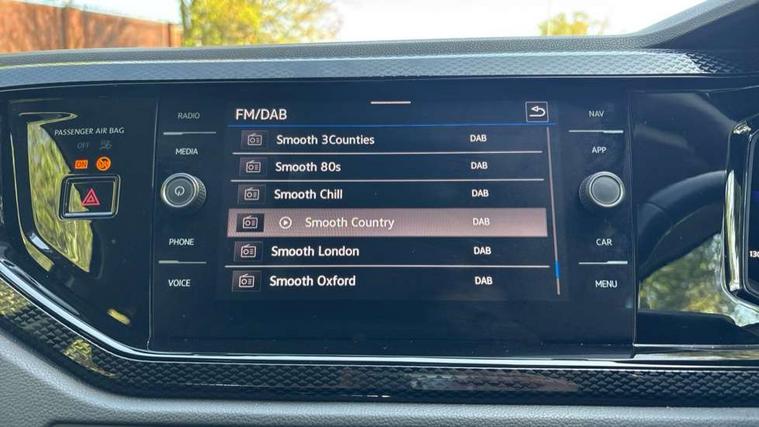 PASSENGER AIR BAG
OFF
ON
RADIO
MEDIA
PHONE
VOICE
FM/DAB
Smooth 3Counties DAB
Smooth 80s DAB
Smooth Chill DAB
Smooth Country DAB
Smooth London DAB
Smooth Oxford DAB
NAV
APP
CAR
MENU
130